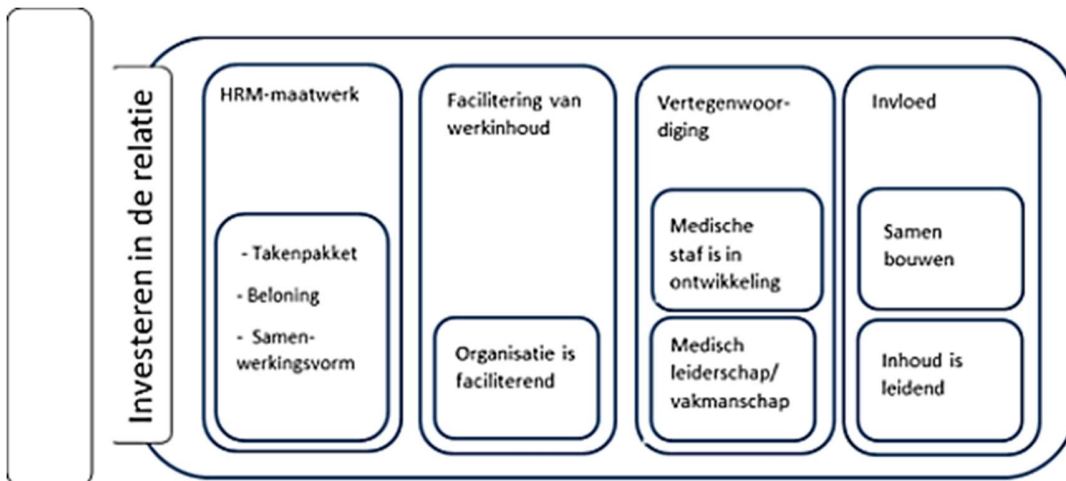 Investeren in de relatie
HRM-maatwerk
- Takenpakket
- Beloning
- Samen-
werkingsvorm
Facilitering van
werkinhoud
Organisatie is
faciliterend
Vertegenwoor-
diging
Medische
staf is in
ontwikkeling
Medisch
leiderschap/
vakmanschap
Invloed
Samen
bouwen
Inhoud is
leidend